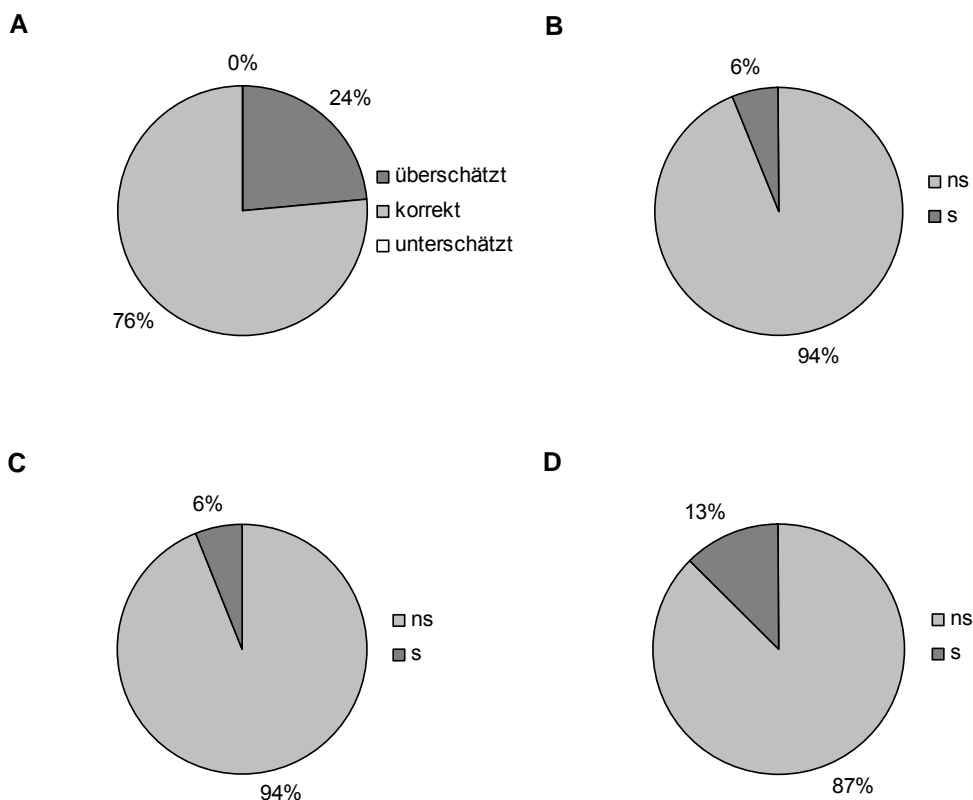 A
0%
24%
76%
überschätzt
korrekt
unterschätzt
B
6%
94%
ns
s
C
6%
94%
ns
s
D
13%
87%
ns
s